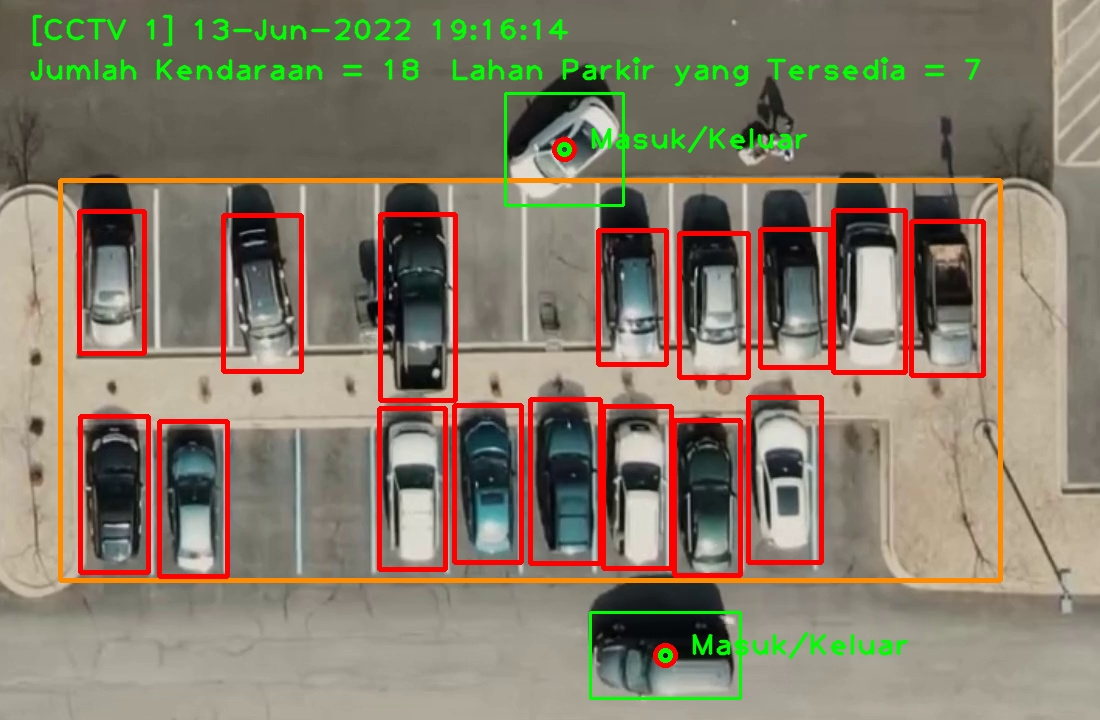 [CCTV 1] 13-Jun-2022 19:16:14
Jumlah Kendaraan = 18 Lahan Parkir yang Tersedia = 7
Masuk/Keluar
Masuk/Keluar